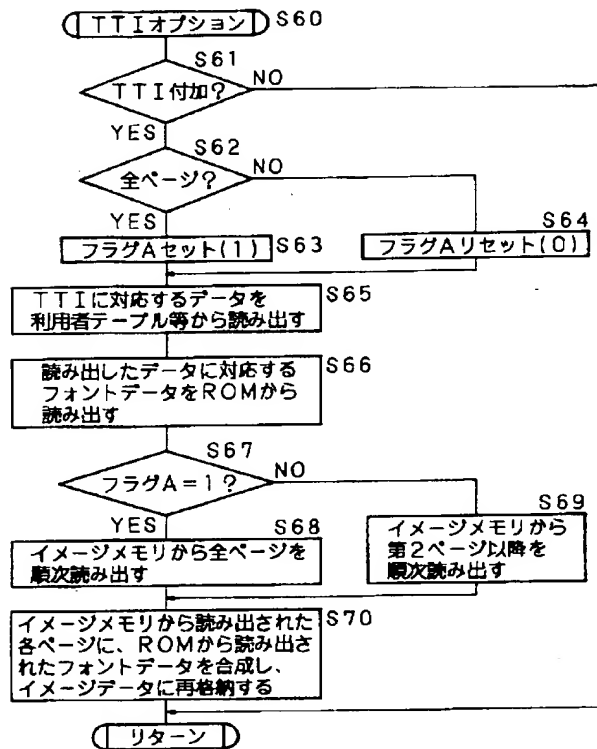 TTIオプション S60
S61
TTI付加? NO
YES
S62
全ページ? NO
YES
S64
フラグAセット(1) S63 フラグAリセット(0)
TTIに対応するデータを S65
利用者テーブル等から読み出す
読み出したデータに対応する S66
フォントデータをROMから
読み出す
S67
フラグA=1? NO
YES
S68
S69
イメージメモリから全ページを
順次読み出す
イメージメモリから
第2ページ以降を
順次読み出す
イメージメモリから読み出された S70
各ページに、ROMから読み出さ
れたフォントデータを合成し、
イメージデータに再格納する
リターン